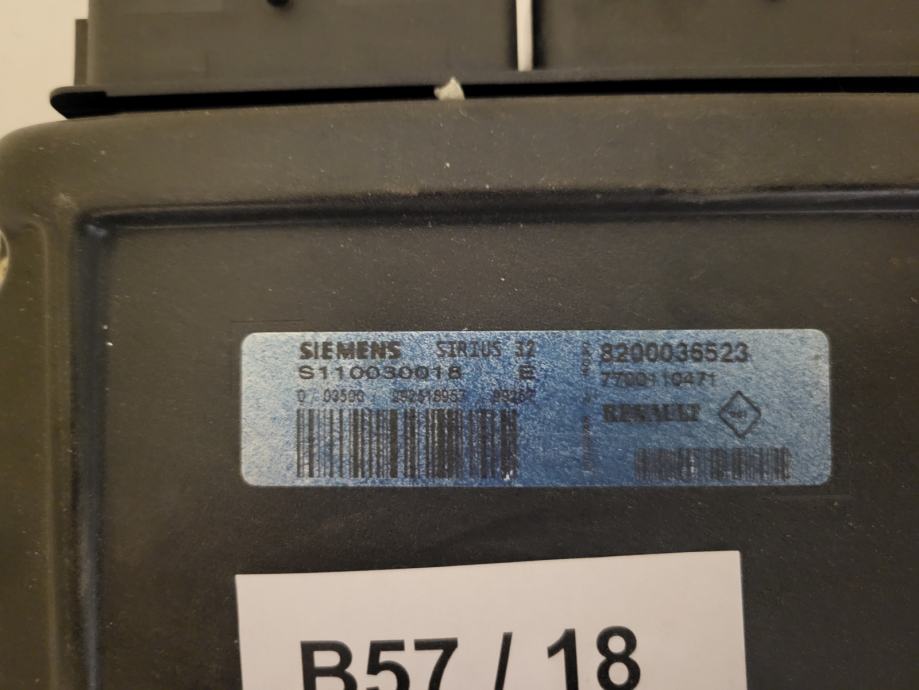 SIEMENS SIRIUS 32
S110030018 E
8200036523
7700110471
RENAULT
B57 / 18